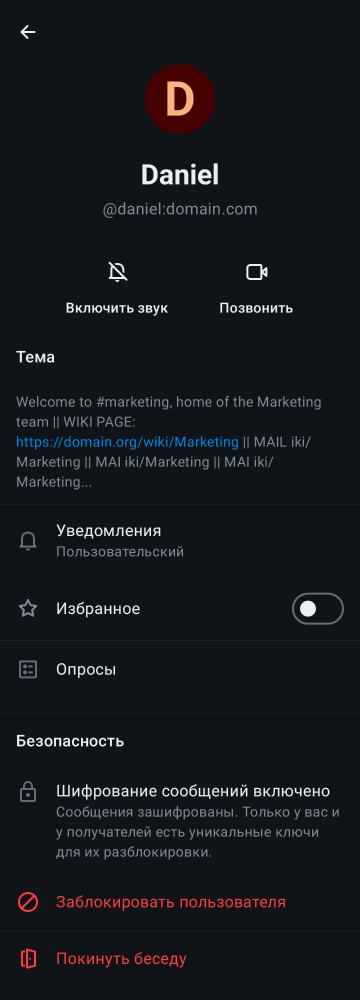 D
Daniel
@daniel:domain.com
Включить звук
Позвонить
Тема
Welcome to #marketing, home of the Marketing
team || WIKI PAGE:
https://domain.org/wiki/Marketing || MAIL iki/
Marketing || MAI iki/Marketing || MAI iki/
Marketing...
Уведомления
Пользовательский
Избранное
Опросы
Безопасность
Шифрование сообщений включено
Сообщения зашифрованы. Только у вас и
у получателей есть уникальные ключи
для их разблокировки.
Заблокировать пользователя
Покинуть беседу